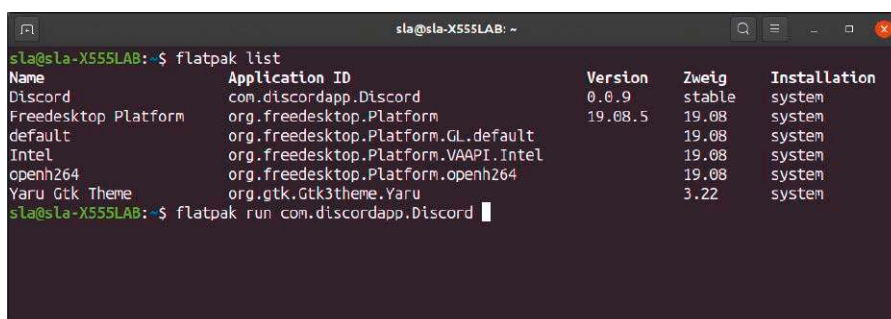 sla@sla-X555LAB: ~
sla@sla-X555LAB:~$ flatpak list
Name Application ID Version Zweig Installation
Discord com.discordapp.Discord 0.0.9 stable system
Freedesktop Platform org.freedesktop.Platform 19.08.5 19.08 system
default org.freedesktop.Platform.GL.default 19.08 system
Intel org.freedesktop.Platform.VAAPI.Intel 19.08 system
openh264 org.freedesktop.Platform.openh264 19.08 system
Yaru Gtk Theme org.gtk.Gtk3theme.Yaru 3.22 system
sla@sla-X555LAB:~$ flatpak run com.discordapp.Discord